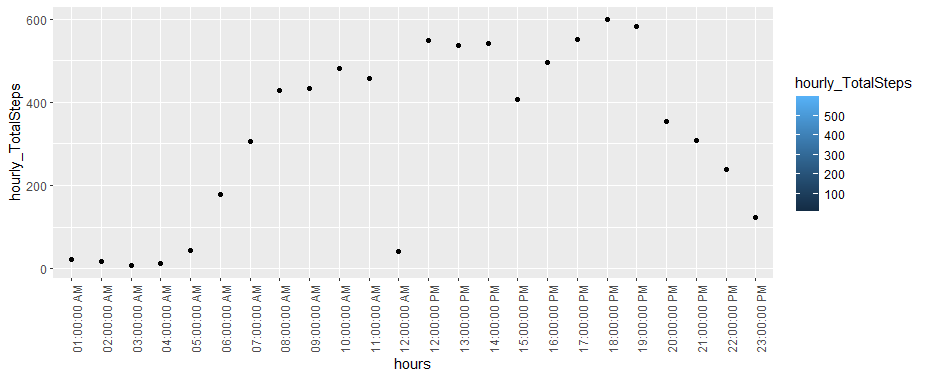 hourly_TotalSteps
600
400
200
0
01:00:00 AM
02:00:00 AM
03:00:00 AM
04:00:00 AM
05:00:00 AM
06:00:00 AM
07:00:00 AM
08:00:00 AM
09:00:00 AM
10:00:00 AM
11:00:00 AM
12:00:00 AM
12:00:00 PM
13:00:00 PM
14:00:00 PM
15:00:00 PM
16:00:00 PM
17:00:00 PM
18:00:00 PM
19:00:00 PM
20:00:00 PM
21:00:00 PM
22:00:00 PM
23:00:00 PM
hours
hourly_TotalSteps
500
400
300
200
100